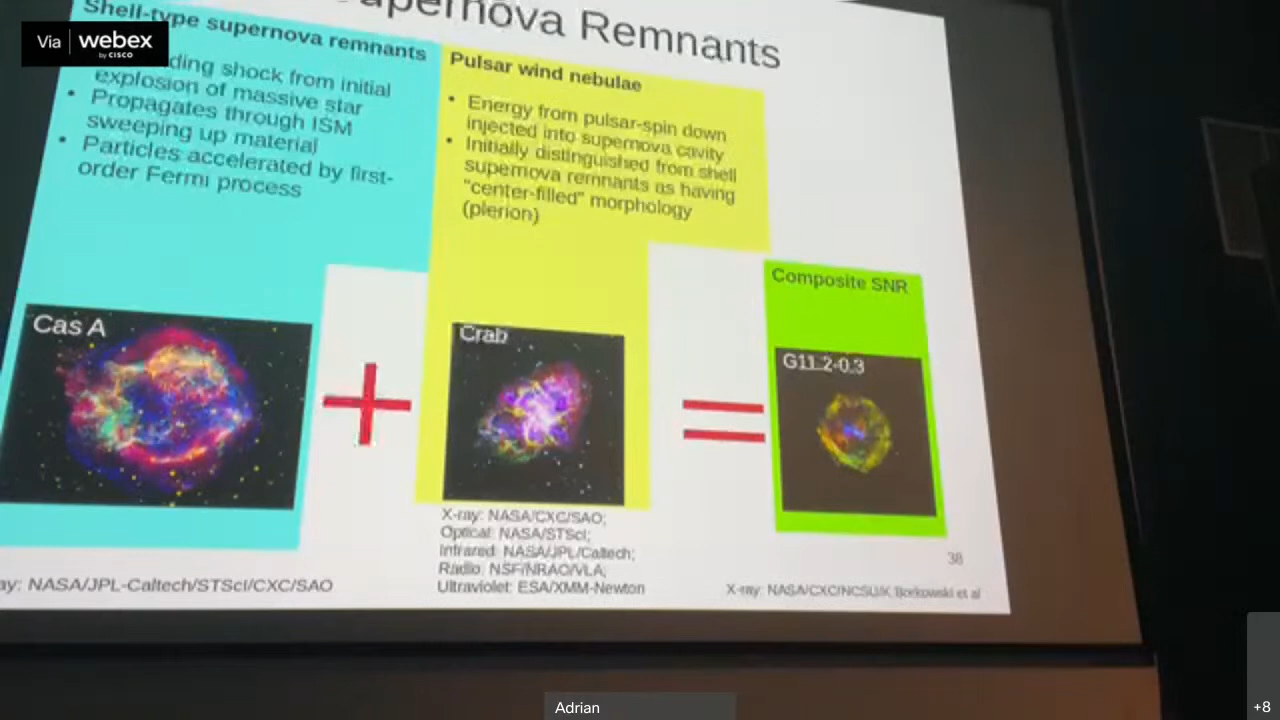 Via webex
by CISCO
Supernova Remnants
Shell-type supernova remnants
explosion of massive star
shock from initial
• Propagates through ISM
sweeping up material
• Particles accelerated by first-
order Fermi process
Pulsar wind nebulae
• Energy from pulsar-spin down
injected into supernova cavity
• Initially distinguished from shell
supernova remnants as having
"center-filled" morphology
(plerion)
Composite SNR
Cas A
Crab
G11.2-0.3
X-ray: NASA/CXC/SAO;
Optical: NASA/STScI;
Infrared: NASA/JPL/Caltech;
Radio: NSF/NRAO/VLA;
Ultraviolet: ESA/XMM-Newton
ay: NASA/JPL-Caltech/STScI/CXC/SAO
X-ray: NASA/CXC/NCSU/K.Borkowski et al
38
Adrian
+8